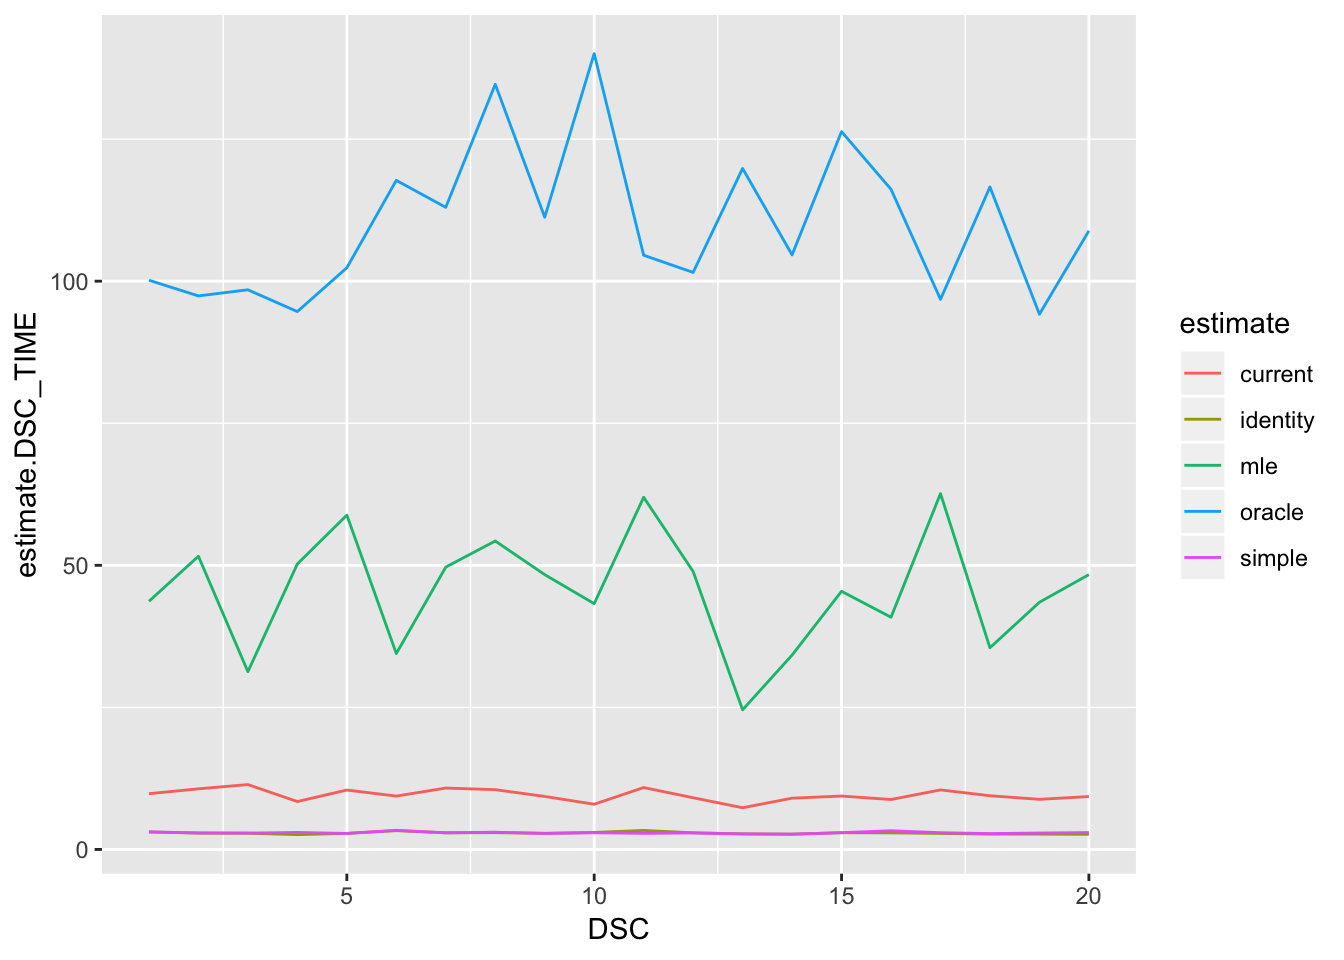 estimate.DSC_TIME
100
50
0
5
10
15
20
DSC
estimate
current
identity
mle
oracle
simple